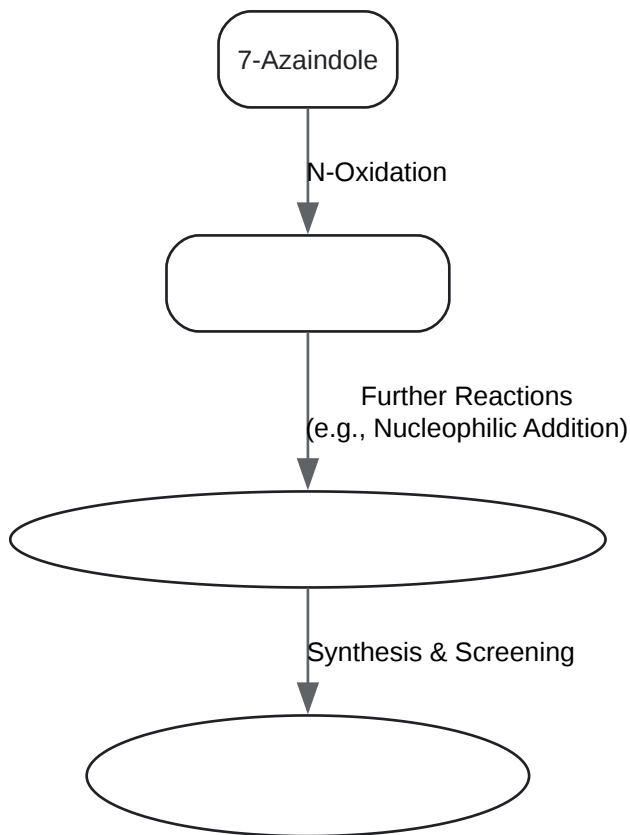 7-Azaindole
N-Oxidation
Further Reactions
(e.g., Nucleophilic Addition)
Synthesis & Screening